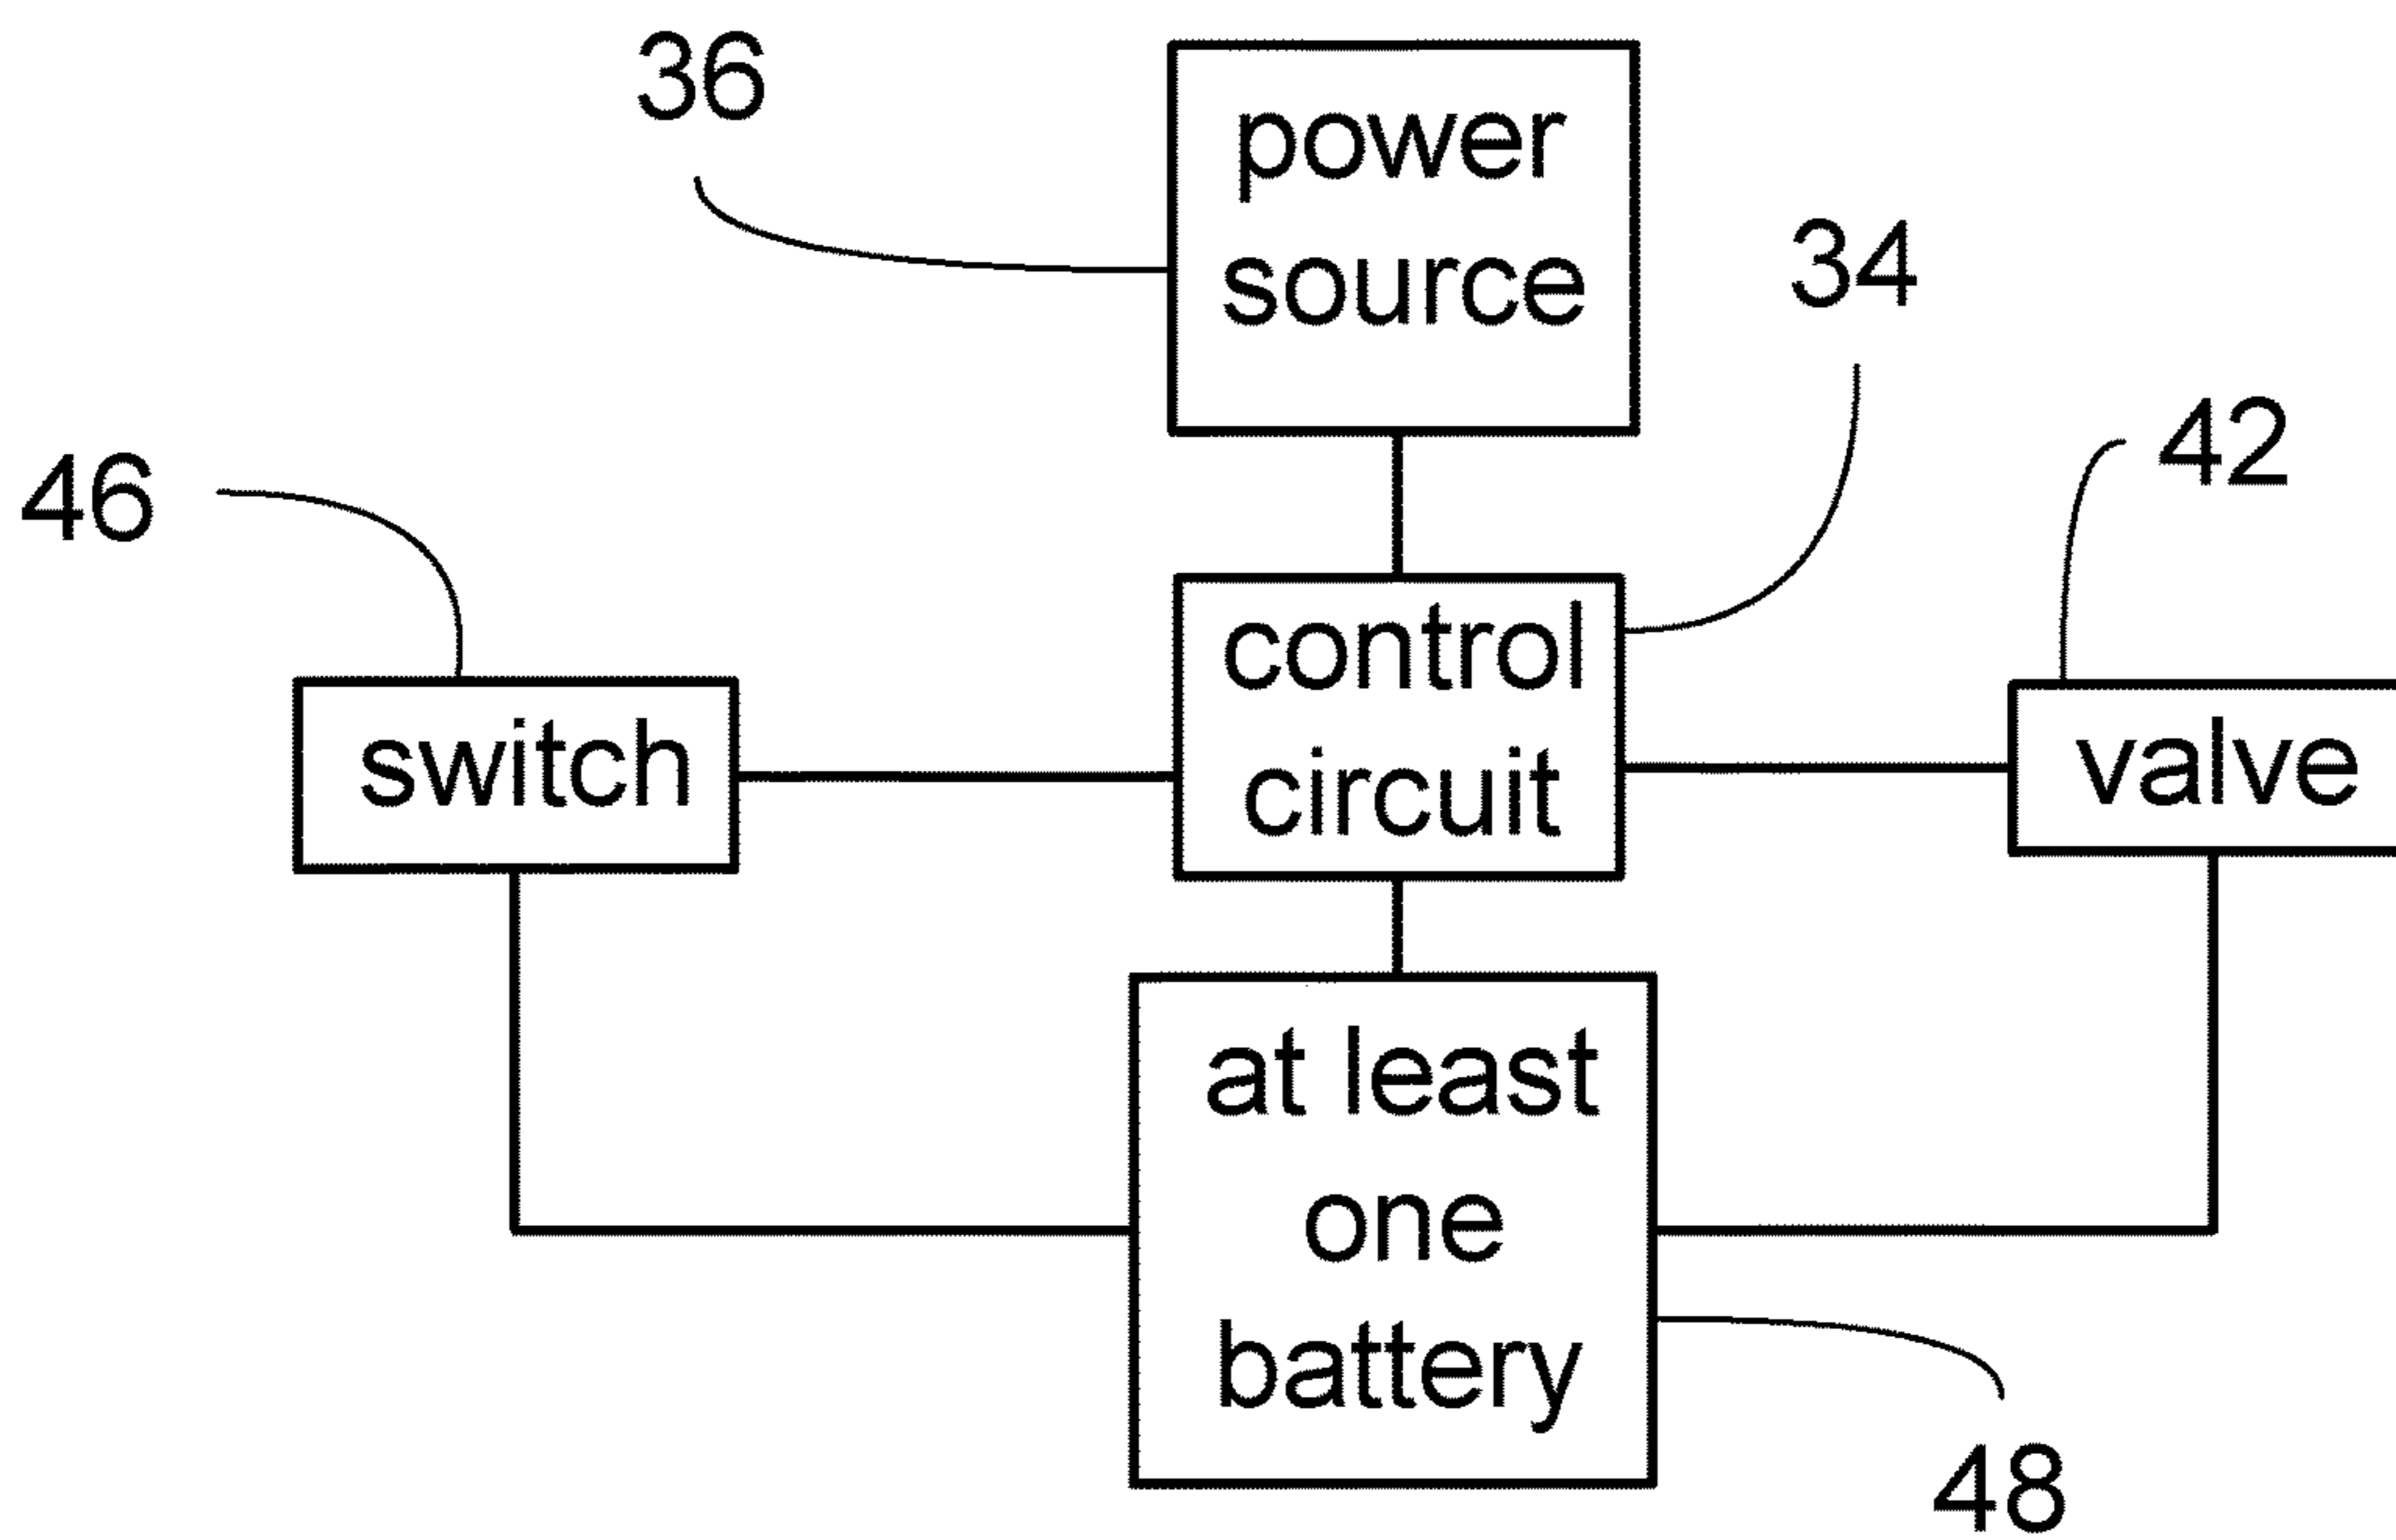 36
power
source
34
42
46
control
circuit
switch
valve
at least
one
battery
48